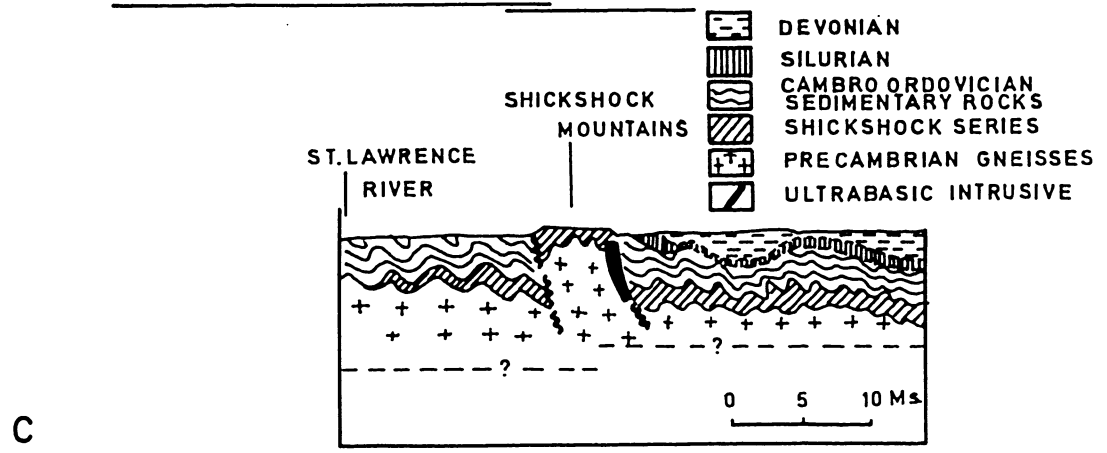 DEVONIAN
SILURIAN
CAMBRO ORDOVICIAN
SEDIMENTARY ROCKS
SHICKSHOCK SERIES
PRECAMBRIAN GNEISSES
ULTRABASIC INTRUSIVE
SHICKSHOCK
MOUNTAINS
ST. LAWRENCE
RIVER
?
?
0 5 10 Ms.
C